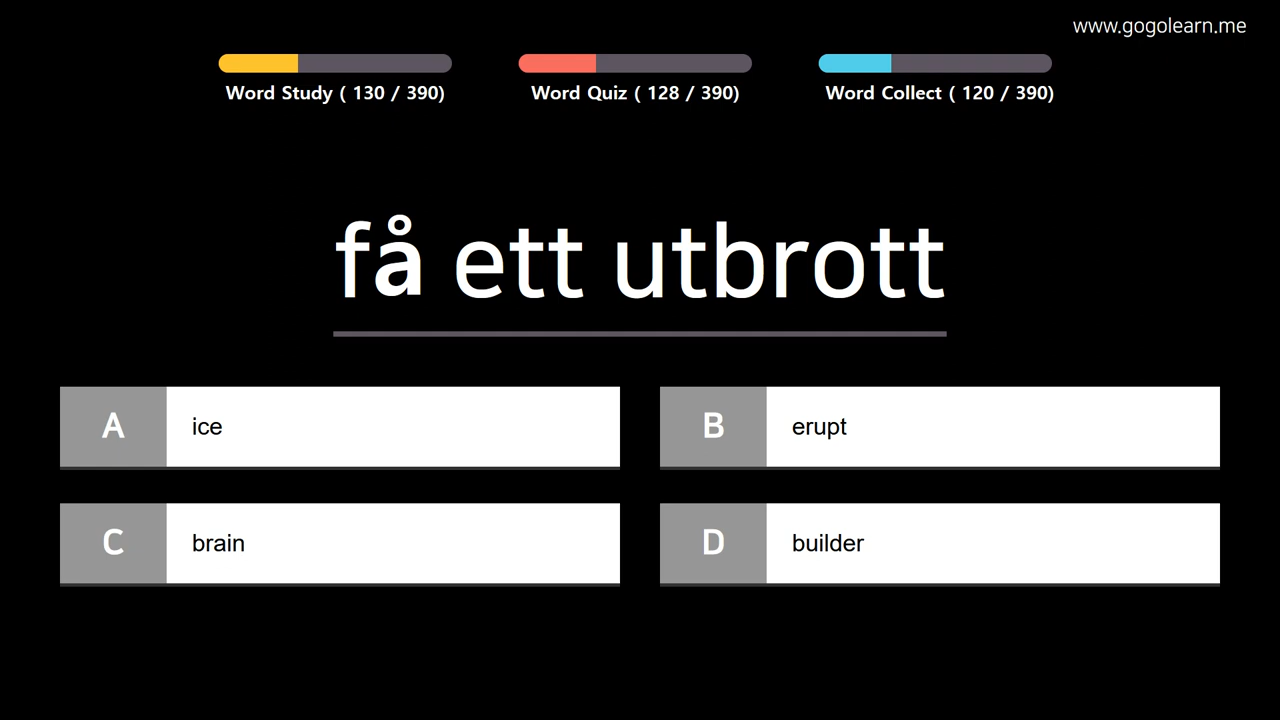 www.gogolearn.me
Word Study ( 130 / 390)
Word Quiz ( 128 / 390)
Word Collect ( 120 / 390)
få ett utbrott
A ice
B erupt
C brain
D builder